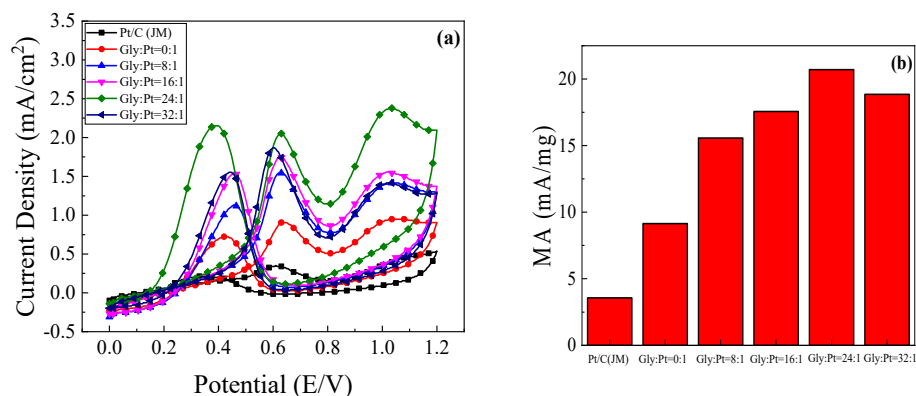 (a)
Pt/C (JM)
Gly:Pt=0:1
Gly:Pt=8:1
Gly:Pt=16:1
Gly:Pt=24:1
Gly:Pt=32:1
3.5
3.0
2.5
2.0
1.5
1.0
0.5
0.0
-0.5
Current Density (mA/cm²)
0.0 0.2 0.4 0.6 0.8 1.0 1.2
Potential (E/V)
(b)
20
15
10
5
0
MA (mA/mg)
Pt/C(JM) Gly:Pt=0:1 Gly:Pt=8:1 Gly:Pt=16:1 Gly:Pt=24:1 Gly:Pt=32:1